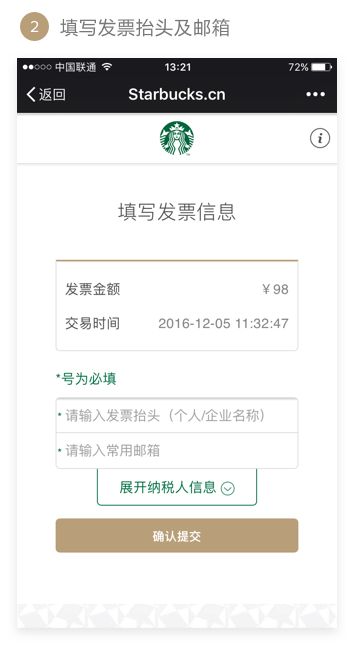 2 填写发票抬头及邮箱
中国联通 13:21 72%
返回 Starbucks.cn
i
填写发票信息
发票金额 ￥98
交易时间 2016-12-05 11:32:47
*号为必填
* 请输入发票抬头（个人/企业名称）
* 请输入常用邮箱
展开纳税人信息
确认提交